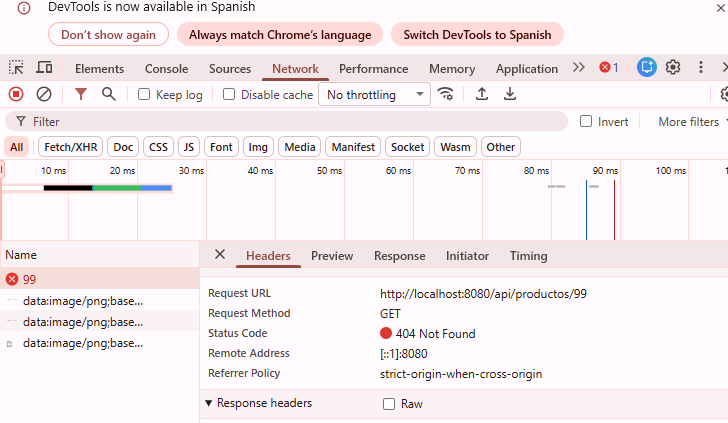 DevTools is now available in Spanish
Don't show again Always match Chrome's language Switch DevTools to Spanish
Elements Console Sources Network Performance Memory Application 1
Keep log Disable cache No throttling
Filter Invert More filters
All Fetch/XHR Doc CSS JS Font Img Media Manifest Socket Wasm Other
10 ms 20 ms 30 ms 40 ms 50 ms 60 ms 70 ms 80 ms 90 ms 100 ms
Name Headers Preview Response Initiator Timing
99
data:image/png;base...
data:image/png;base...
data:image/png;base...
Request URL http://localhost:8080/api/productos/99
Request Method GET
Status Code 404 Not Found
Remote Address [::1]:8080
Referrer Policy strict-origin-when-cross-origin
Response headers Raw